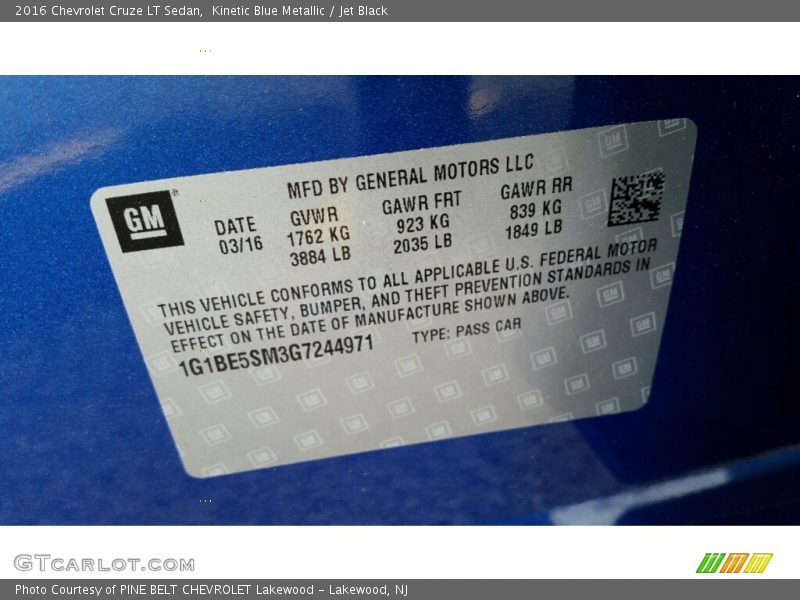 2016 Chevrolet Cruze LT Sedan,  Kinetic Blue Metallic / Jet Black
GM®
MFD BY GENERAL MOTORS LLC
DATE GVWR GAWR FRT GAWR RR
03/16 1762 KG 923 KG 839 KG
3884 LB 2035 LB 1849 LB
THIS VEHICLE CONFORMS TO ALL APPLICABLE U.S. FEDERAL MOTOR
VEHICLE SAFETY, BUMPER, AND THEFT PREVENTION STANDARDS IN
EFFECT ON THE DATE OF MANUFACTURE SHOWN ABOVE.
1G1BE5SM3G7244971 TYPE: PASS CAR
GTCARLOT.COM
Photo Courtesy of PINE BELT CHEVROLET Lakewood - Lakewood, NJ